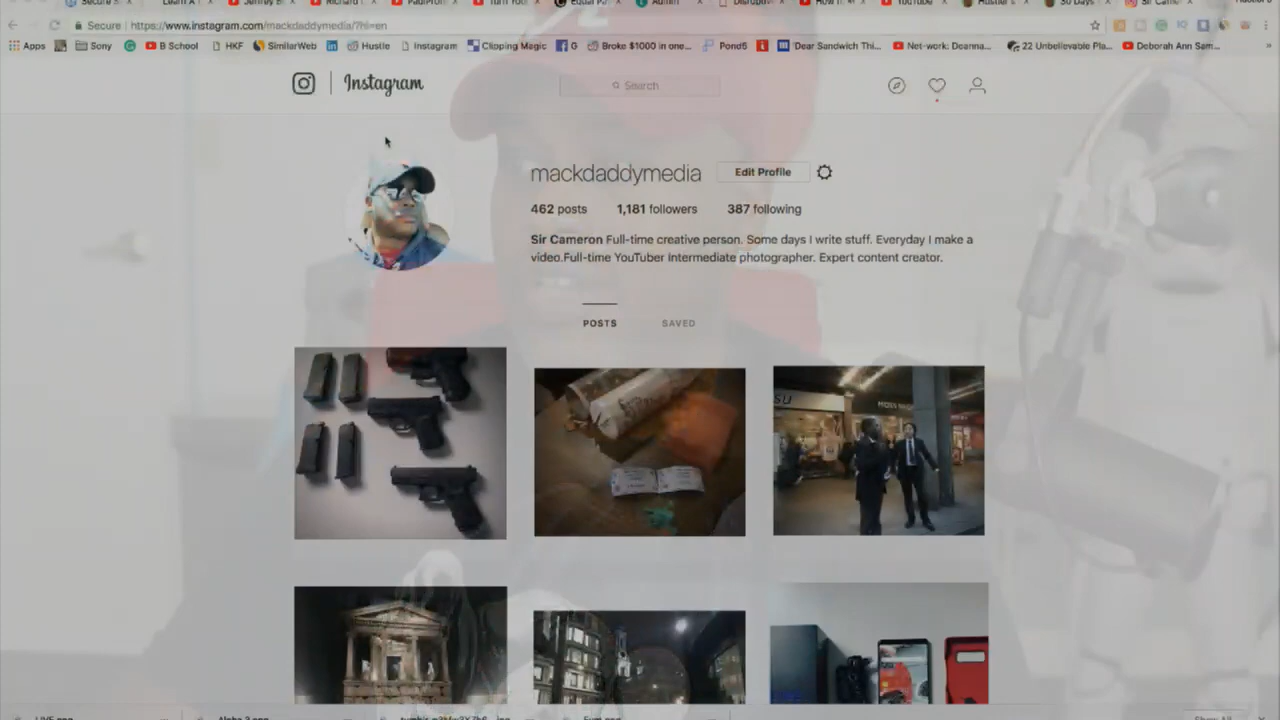 Secure
https://www.instagram.com/mackdaddymedia/?hl=en
Apps Sony B School HKF SimilarWeb Hustle Instagram Clipping Magic G Broke $1000 in one... Pond5 'Dear Sandwich Thi... Net-work: Deanna... 22 Unbelievable Pla... Deborah Ann Sam...
Instagram
Search
mackdaddymedia Edit Profile
462 posts 1,181 followers 387 following
Sir Cameron Full-time creative person. Some days I write stuff. Everyday I make a
video.Full-time YouTuber Intermediate photographer. Expert content creator.
POSTS SAVED